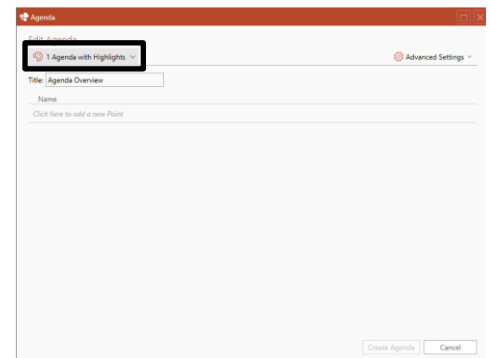 Agenda
Edit Agenda
1 Agenda with Highlights
Advanced Settings
Title: Agenda Overview
Name
Click here to add a new Point
Create Agenda
Cancel